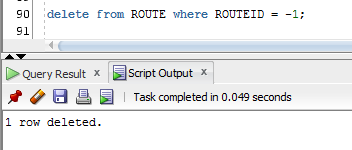 90 delete from ROUTE where ROUTEID = -1;
91
Query Result x Script Output x
Task completed in 0.049 seconds
1 row deleted.